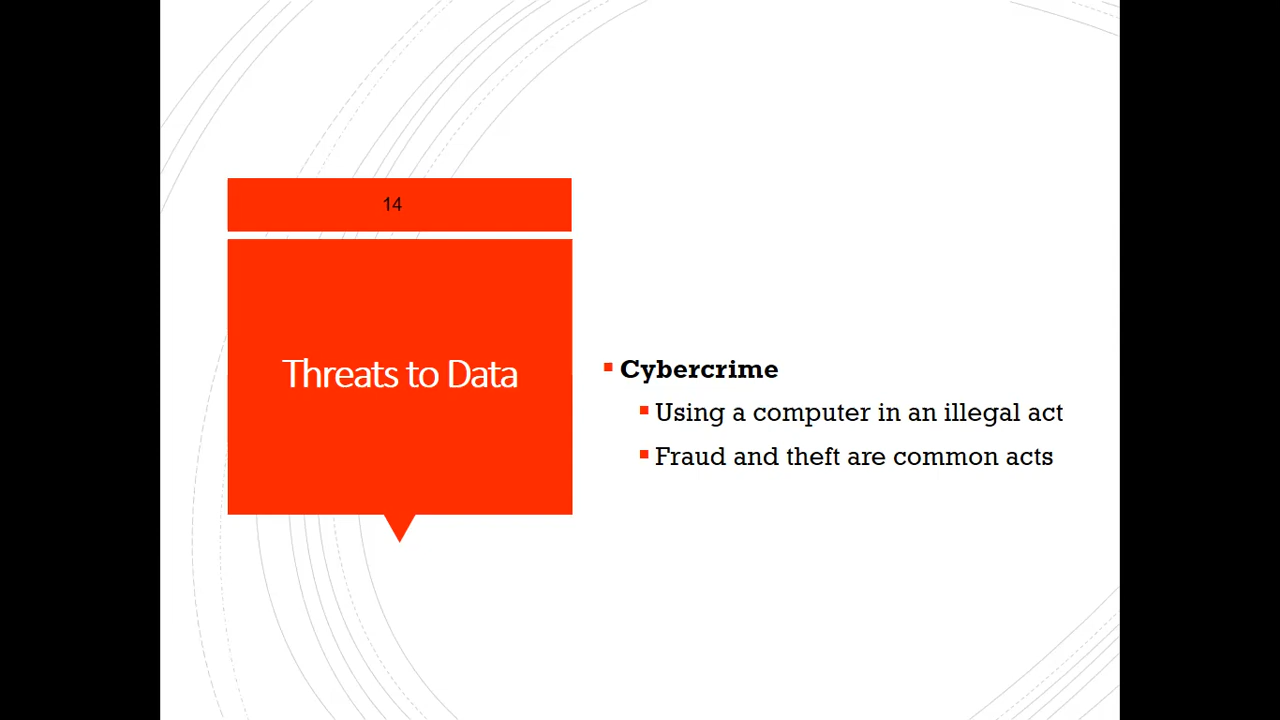 14
Threats to Data
Cybercrime
Using a computer in an illegal act
Fraud and theft are common acts